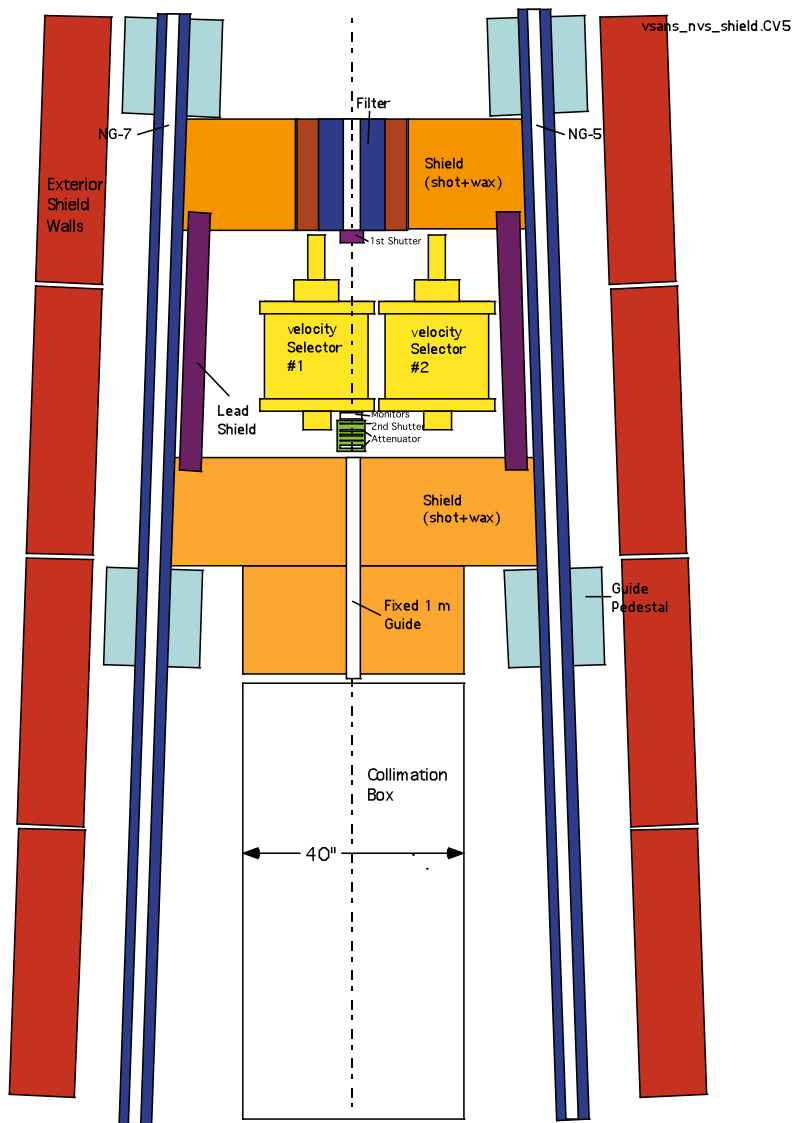 vsans_nvs_shield.CV5
Filter
NG-7
NG-5
Shield
(shot+wax)
Exterior
Shield
Walls
1st Shutter
velocity
Selector
#1
velocity
Selector
#2
Lead
Shield
Monitors
2nd Shutter
Attenuator
Shield
(shot+wax)
Fixed 1 m
Guide
Guide
Pedestal
Collimation
Box
40"